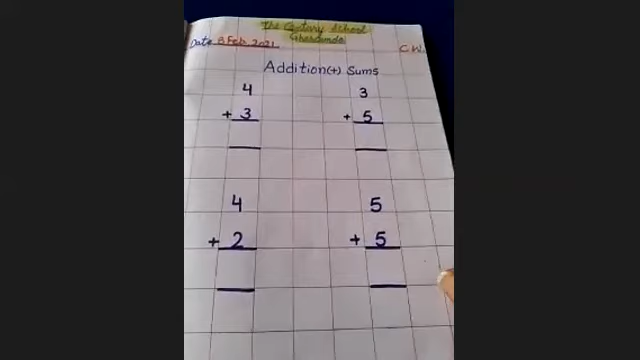 The Century School
Date 8 Feb. 2021
C.W.
Addition(+) Sums
4 3
+ 3 + 5
4 5
+ 2 + 5